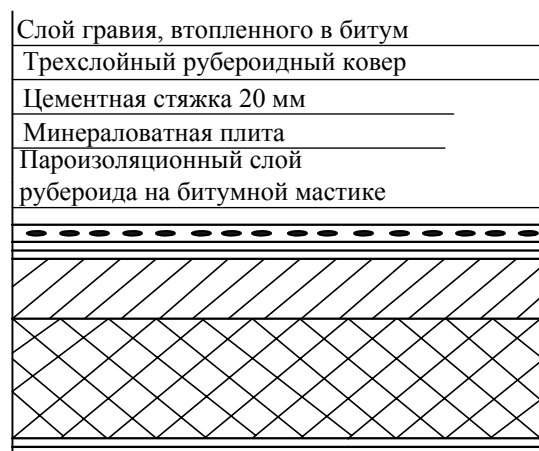 Слой гравия, втопленного в битум
Трехслойный рубероидный ковер
Цементная стяжка 20 мм
Минераловатная плита
Пароизоляционный слой
рубероида на битумной мастике